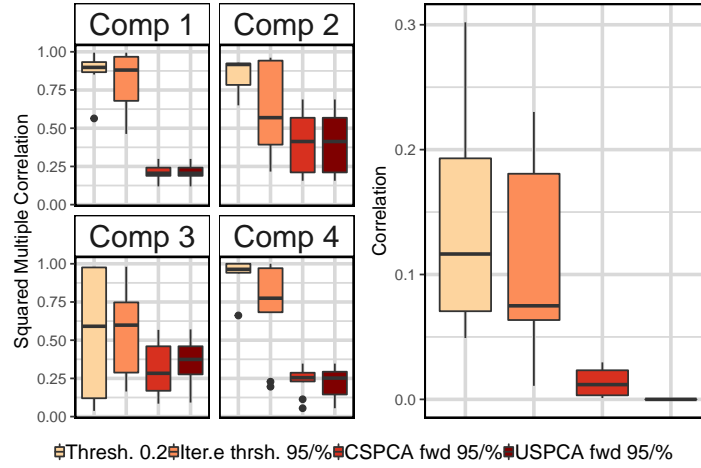 Comp 1
Comp 2
1.00
0.75
0.50
0.25
0.00
Comp 3
Comp 4
1.00
0.75
0.50
0.25
0.00
Squared Multiple Correlation
0.3
0.2
0.1
0.0
Correlation
Thresh. 0.2 Iter.e thrsh. 95/% CSPCA fwd 95/% USPCA fwd 95/%